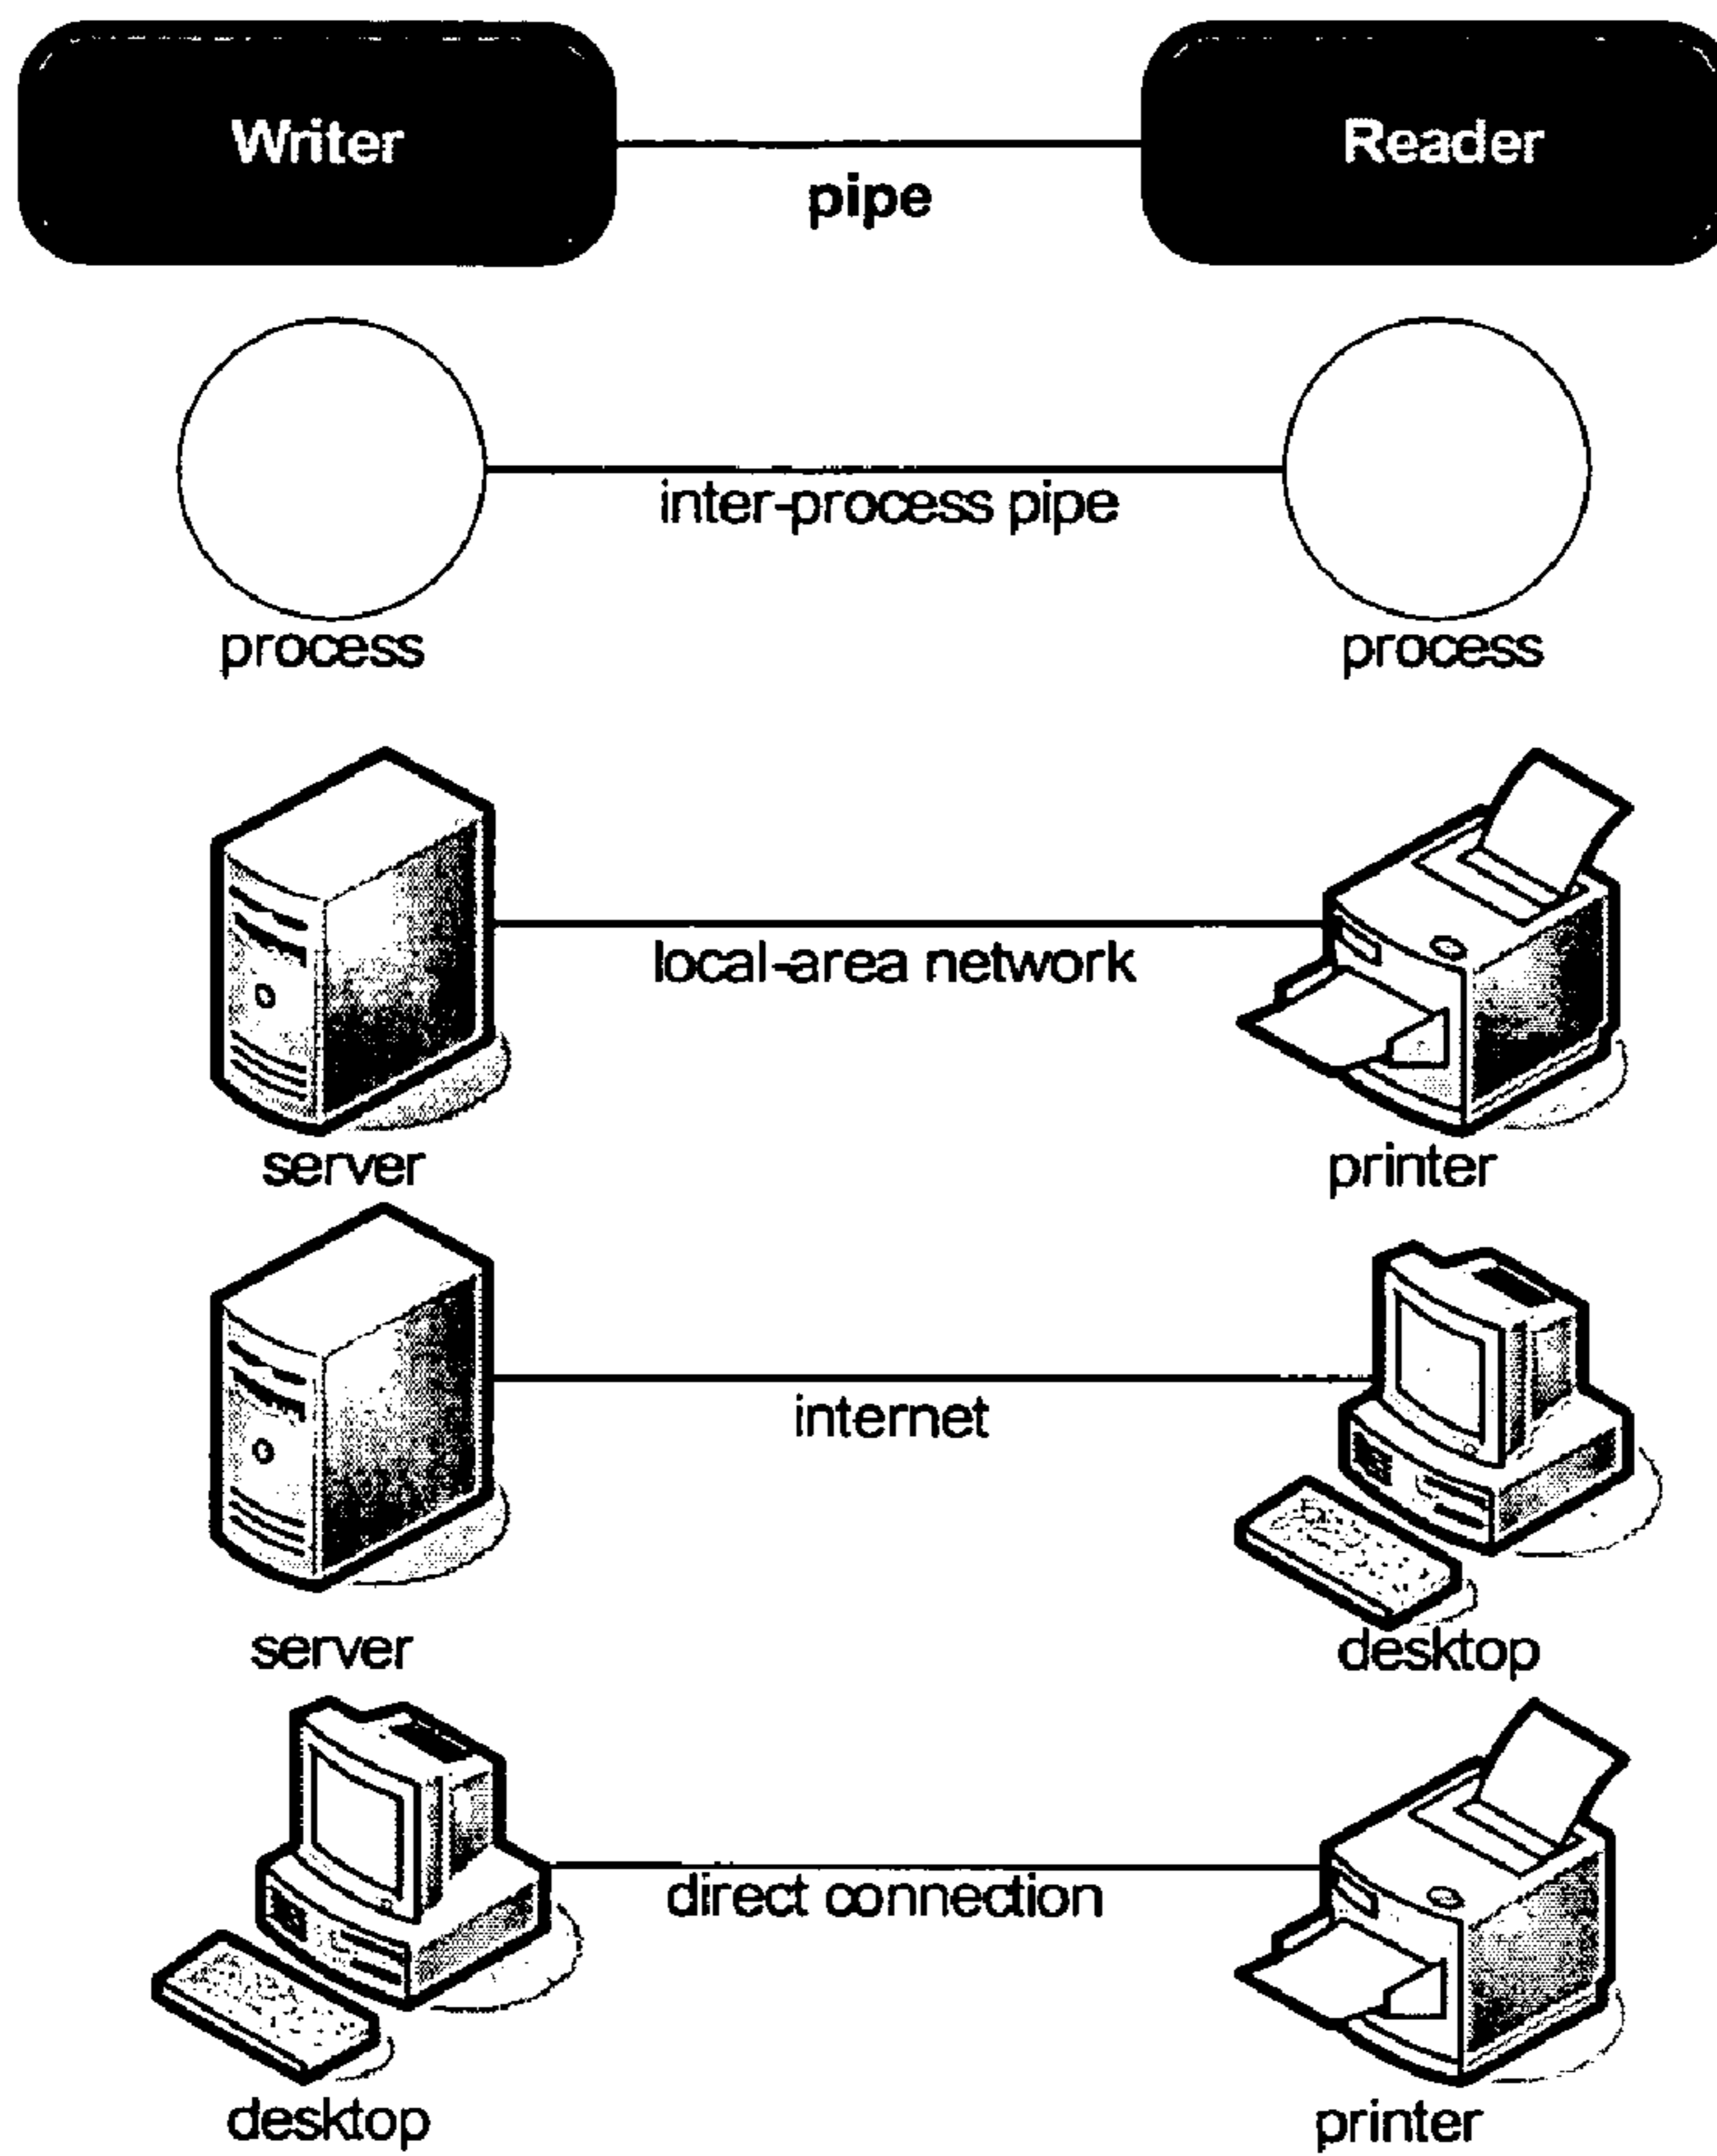 Writer
Reader
pipe
inter-process pipe
process
process
local-area network
server
printer
internet
server
desktop
direct connection
desktop
printer